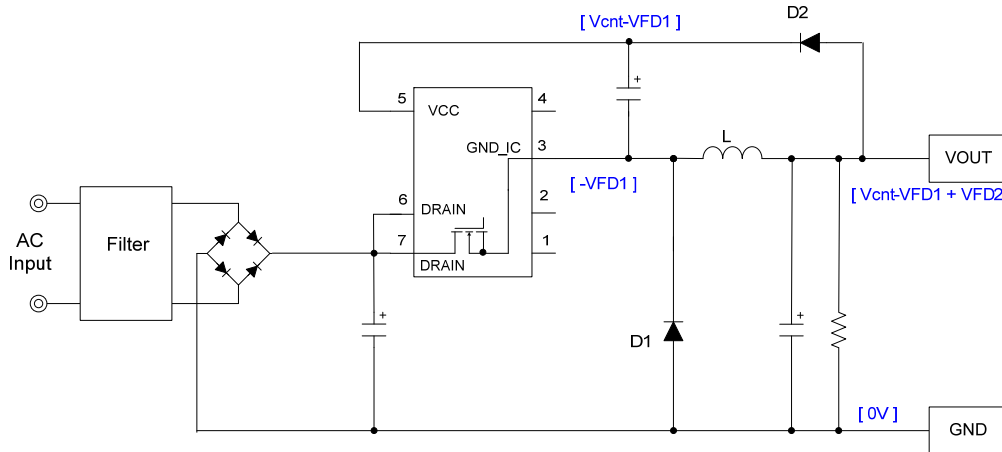 [ Vcnt-VFD1 ]
D2
5
VCC
4
+
GND_IC
3
L
VOUT
[ -VFD1 ]
[ Vcnt-VFD1 + VFD2
6
DRAIN
2
AC
Input
Filter
7
DRAIN
1
+
D1
+
[ 0V ]
GND